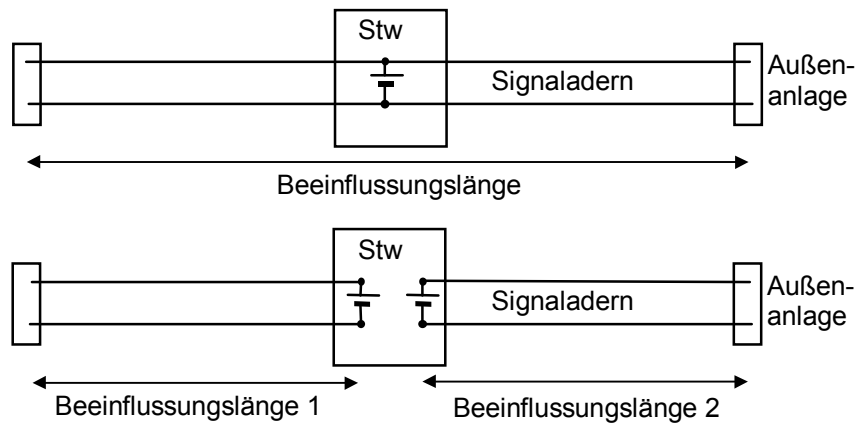 Stw
Signaladern
Außen-
anlage
Beeinflussungslänge
Stw
Signaladern
Außen-
anlage
Beeinflussungslänge 1
Beeinflussungslänge 2